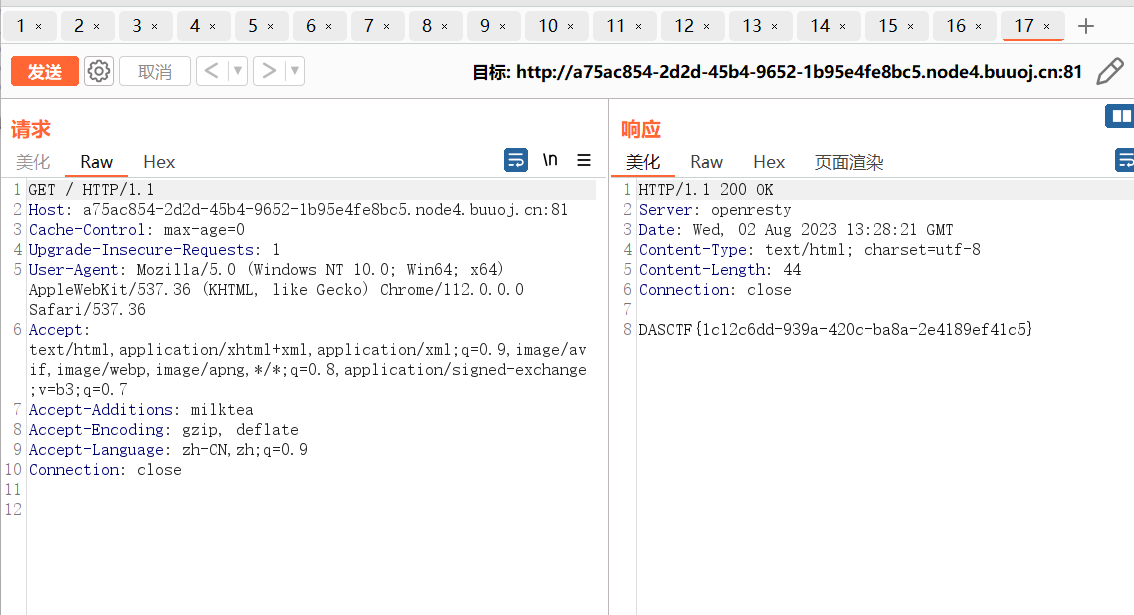 1 × 2 × 3 × 4 × 5 × 6 × 7 × 8 × 9 × 10 × 11 × 12 × 13 × 14 × 15 × 16 × 17 × +
发送 取消 < > 目标: http://a75ac854-2d2d-45b4-9652-1b95e4fe8bc5.node4.buuoj.cn:81
请求
美化 Raw Hex \n
1 GET / HTTP/1.1
2 Host: a75ac854-2d2d-45b4-9652-1b95e4fe8bc5.node4.buuoj.cn:81
3 Cache-Control: max-age=0
4 Upgrade-Insecure-Requests: 1
5 User-Agent: Mozilla/5.0 (Windows NT 10.0; Win64; x64)
AppleWebKit/537.36 (KHTML, like Gecko) Chrome/112.0.0.0
Safari/537.36
6 Accept:
text/html,application/xhtml+xml,application/xml;q=0.9,image/av
if,image/webp,image/apng,*/*;q=0.8,application/signed-exchange
;v=b3;q=0.7
7 Accept-Additions: milktea
8 Accept-Encoding: gzip, deflate
9 Accept-Language: zh-CN,zh;q=0.9
10 Connection: close
11
12
响应
美化 Raw Hex 页面渲染
1 HTTP/1.1 200 OK
2 Server: openresty
3 Date: Wed, 02 Aug 2023 13:28:21 GMT
4 Content-Type: text/html; charset=utf-8
5 Content-Length: 44
6 Connection: close
7
8 DASCTF{1c12c6dd-939a-420c-ba8a-2e4189ef41c5}